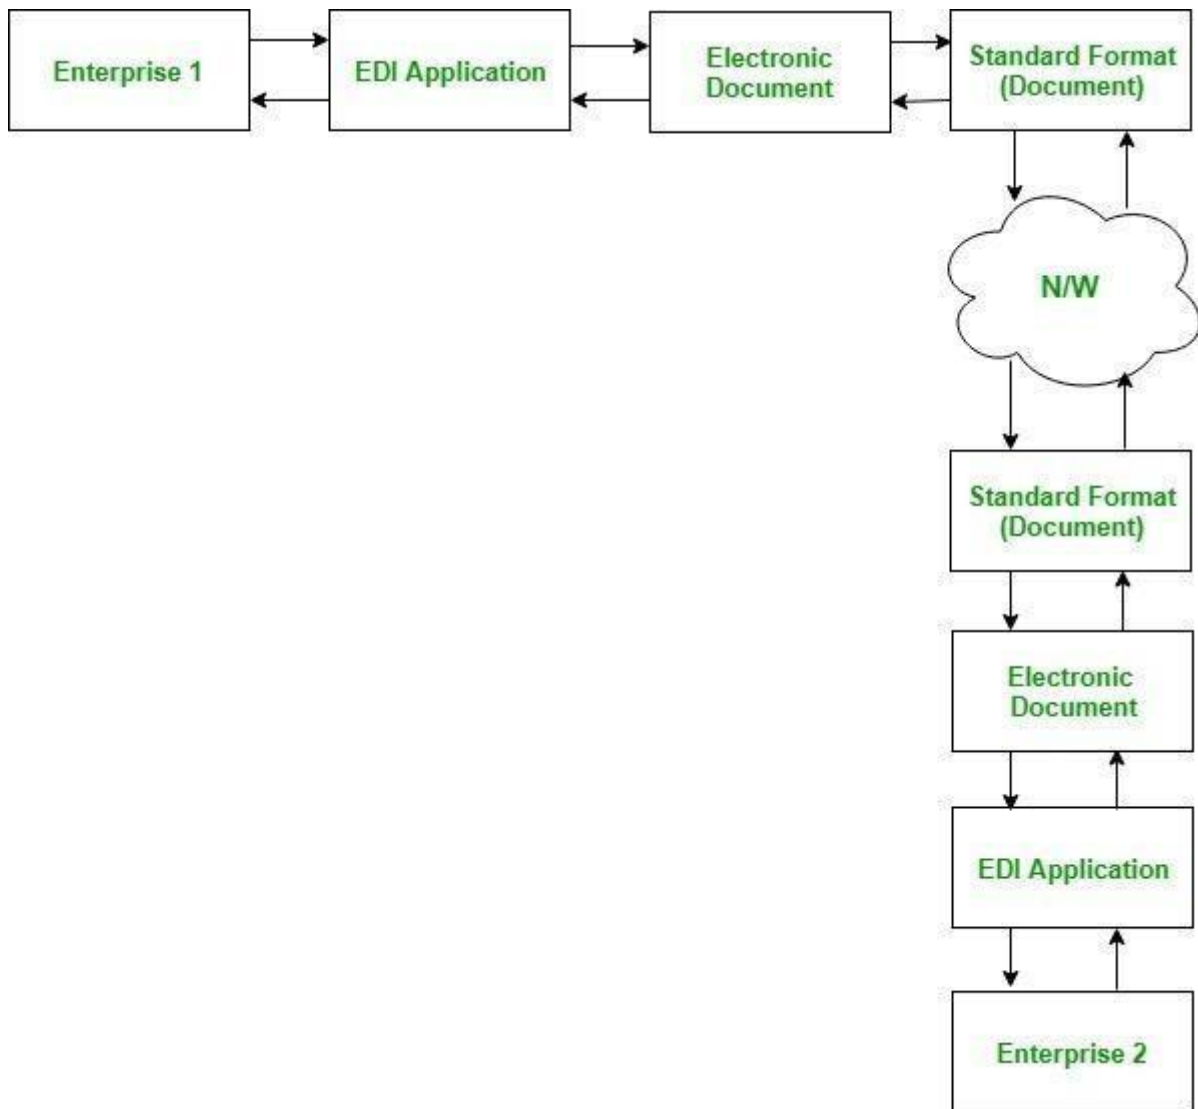 Enterprise 1
EDI Application
Electronic
Document
Standard Format
(Document)
N/W
Standard Format
(Document)
Electronic
Document
EDI Application
Enterprise 2